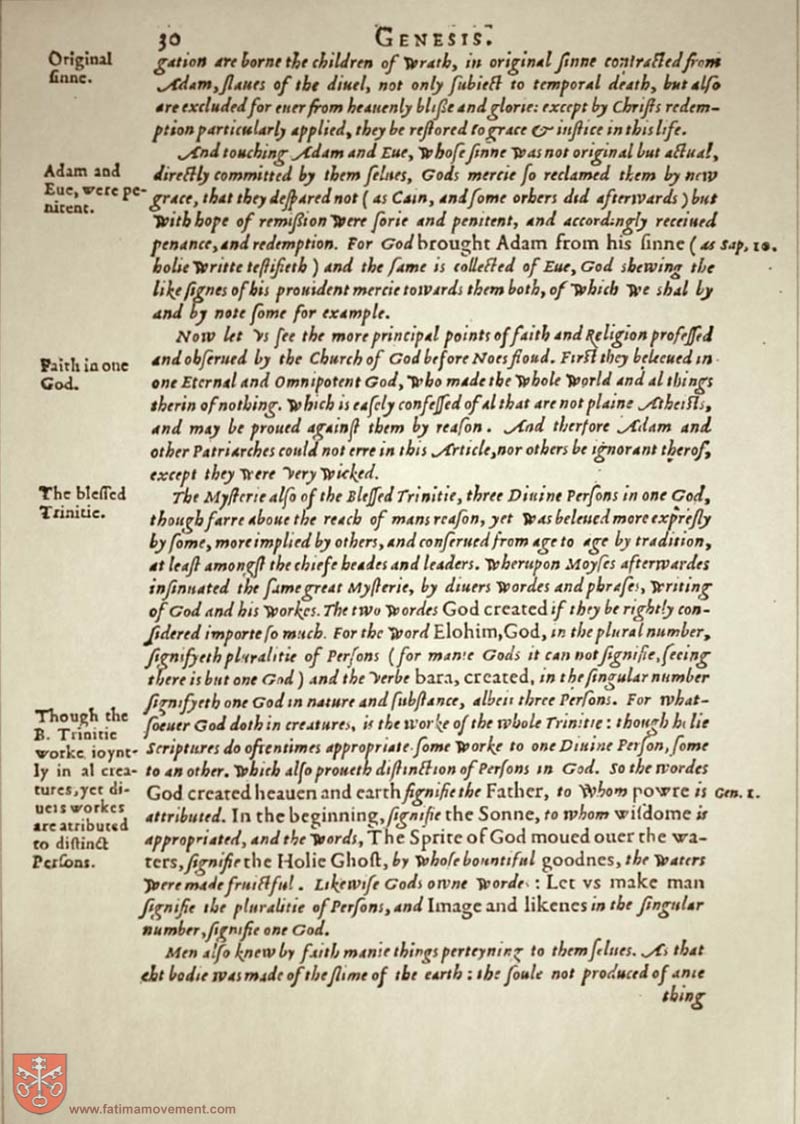 30 GENESIS.
Original
ſinne.
gation are borne the children of wrath, in original ſinne contracted from
Adam, ſlaues of the diuel, not only ſubiect to temporal death, but alſo
are excluded for euer from heauenly bliſſe and glorie: except by Chriſts redem-
ption particularly applied, they be reſtored to grace & iuſtice in this life.
And touching Adam and Eue, whoſe ſinne was not original but actual,
Adam and
Eue, were pe-
nitent.
directly committed by them ſelues, Gods mercie ſo reclamed them by new
grace, that they deſpared not (as Cain, and ſome orhers did afterwards) but
with hope of remiſſion were ſorie and penitent, and accordingly receiued
penance, and redemption. For God brought Adam from his ſinne (as Sap, 10.
holie writte teſtifieth) and the ſame is collected of Eue, God shewing the
like ſignes of his prouident mercie towards them both, of which we shal by
and by note ſome for example.
Now let vs ſee the more principal points of faith and Religion profeſſed
Faith in one
God.
and obſerued by the Church of God before Noes floud. Firſt they beleeued in
one Eternal and Omnipotent God, who made the whole world and al things
therin of nothing. Which is eaſely confeſſed of al that are not plaine Atheiſts,
and may be proued againſt them by reaſon. And therfore Adam and
other Patriarches could not erre in this Article, nor others be ignorant therof,
except they were very wicked.
The bleſſed
Trinitie.
The Myſterie alſo of the Bleſſed Trinitie, three Diuine Perſons in one God,
though farre aboue the reach of mans reaſon, yet was beleued more expreſly
by ſome, more implied by others, and conſerued from age to age by tradition,
at leaſt amongſt the chiefe heades and leaders. Wherupon Moyſes afterwardes
inſinuated the ſame great Myſterie, by diuers wordes and phraſes, writing
of God and his workes. The two wordes God created if they be rightly con-
ſidered importe ſo much. For the word Elohim, God, in the plural number,
ſignifyeth pluralitie of Perſons (for manie Gods it can not ſignifie, ſeeing
there is but one God) and the verbe bara, created, in the ſingular number
ſignifyeth one God in nature and ſubſtance, albeit three Perſons. For what-
Though the
B. Trinitie
worke ioynt-
ly in al crea-
tures, yet di-
uers workes
are atributed
to diſtinct
Perſons.
ſoeuer God doth in creatures, is the worke of the whole Trinitie: though holie
Scriptures do oftentimes appropriate ſome worke to one Diuine Perſon, ſome
to an other. Which alſo proueth diſtinction of Perſons in God. So the wordes
God created heauen and earth ſignifie the Father, to whom powre is Gen. 1.
attributed. In the beginning, ſignifie the Sonne, to whom wiſdome is
appropriated, and the words, The Sprite of God moued ouer the wa-
ters, ſignifie the Holie Ghoſt, by whoſe bountiful goodnes, the waters
were made fruictful. Likewiſe Gods owne wordes: Let vs make man
ſignifie the pluralitie of Perſons, and Image and likenes in the ſingular
number, ſignifie one God.
Men alſo knew by faith manie things perteyning to them ſelues. As that
eht bodie was made of the ſlime of the earth: the ſoule not produced of anie
thing
www.fatimamovement.com